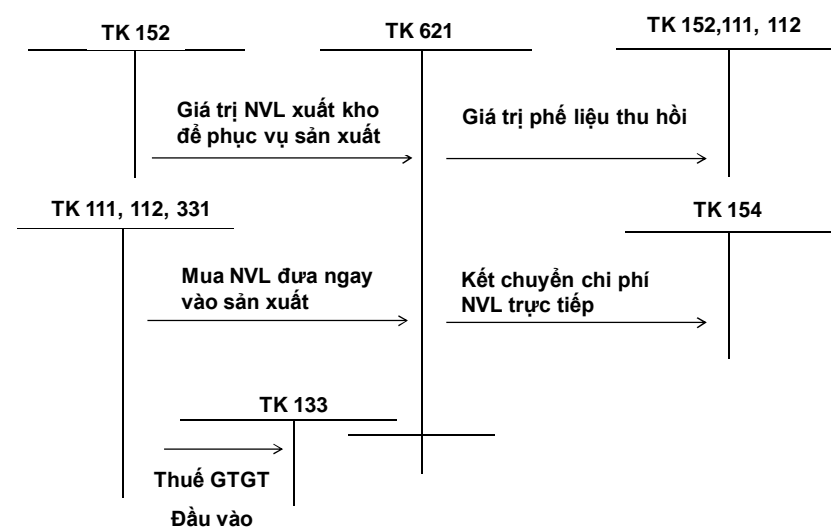 TK 152
TK 621
TK 152,111, 112
Giá trị NVL xuất kho
để phục vụ sản xuất
Giá trị phế liệu thu hồi
TK 111, 112, 331
TK 154
Mua NVL đưa ngay
vào sản xuất
Kết chuyển chi phí
NVL trực tiếp
TK 133
Thuế GTGT
Đầu vào